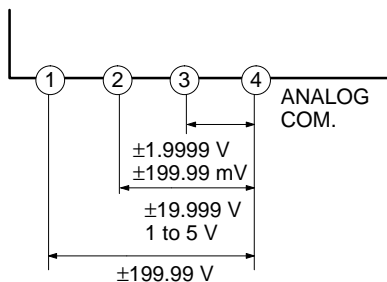 1 2 3 4
ANALOG
COM.
±1.9999 V
±199.99 mV
±19.999 V
1 to 5 V
±199.99 V